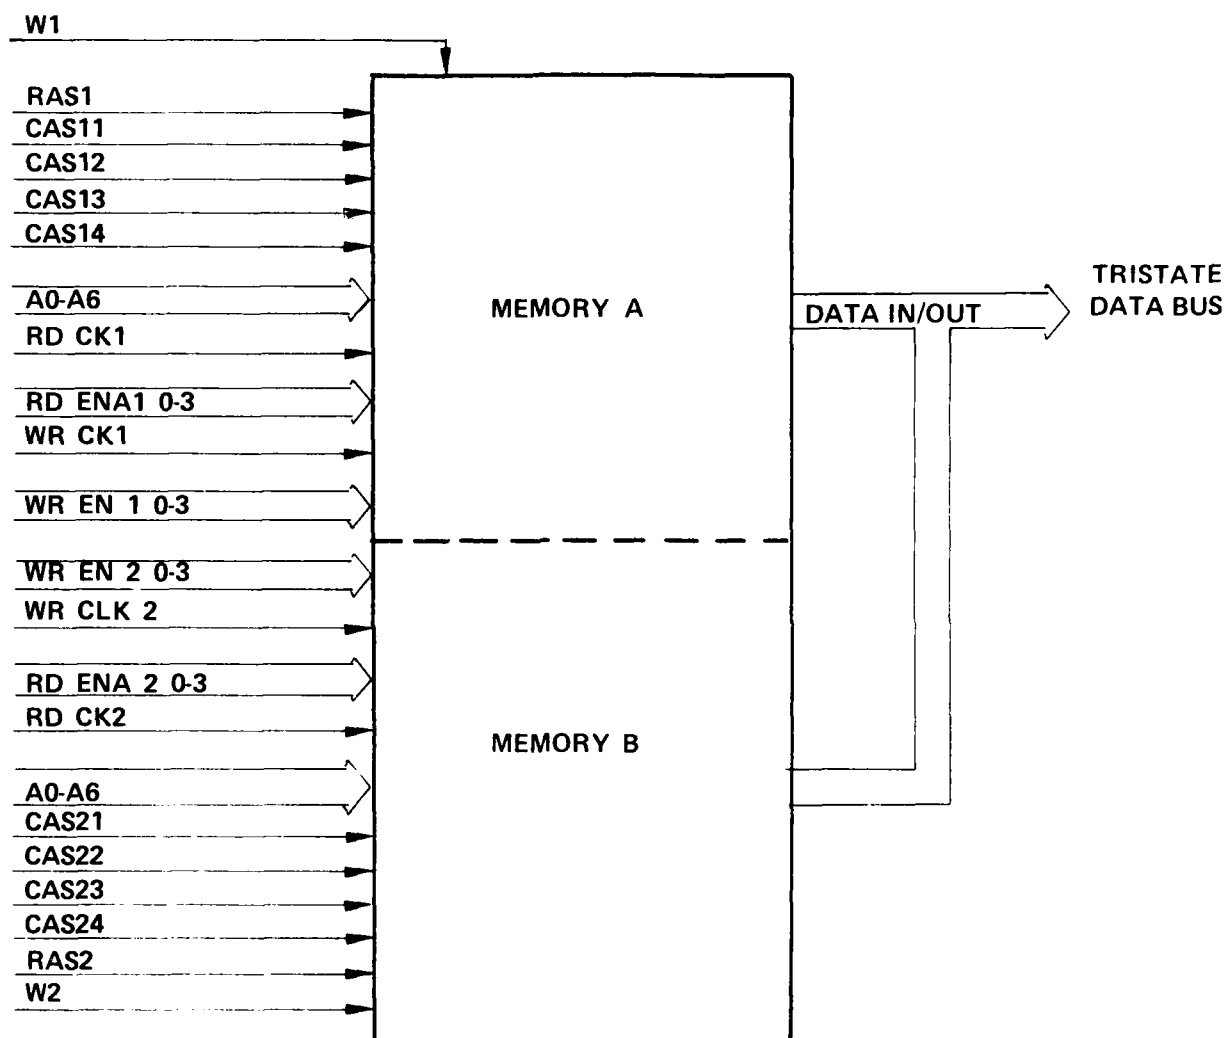 W1
RAS1
CAS11
CAS12
CAS13
CAS14
A0-A6
RD CK1
RD ENA1 0-3
WR CK1
WR EN 1 0-3
WR EN 2 0-3
WR CLK 2
RD ENA 2 0-3
RD CK2
A0-A6
CAS21
CAS22
CAS23
CAS24
RAS2
W2
MEMORY A
MEMORY B
DATA IN/OUT
TRISTATE
DATA BUS